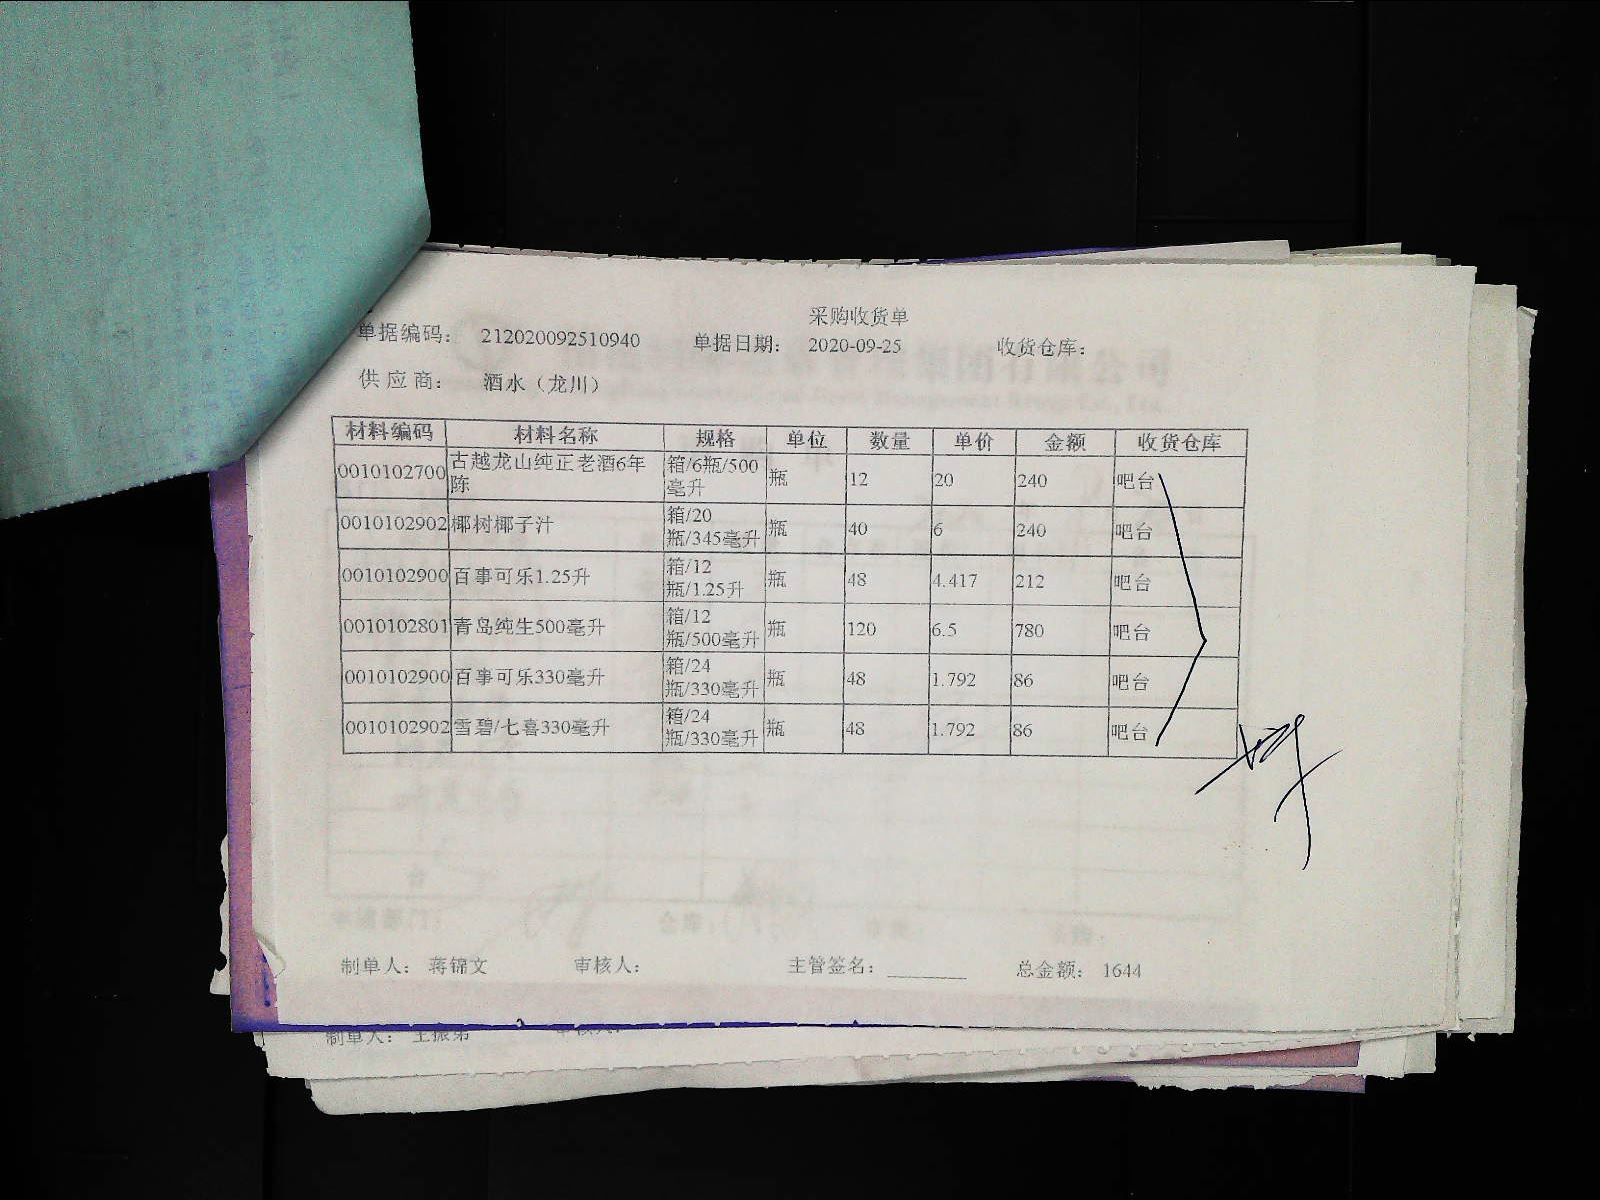 采购收货单
单据编码： 212020092510940 单据日期： 2020-09-25 收货仓库：
供应商： 酒水（龙川）
材料编码 材料名称 规格 单位 数量 单价 金额 收货仓库
0010102700 古越龙山纯正老酒6年陈 箱/6瓶/500毫升 瓶 12 20 240 吧台
0010102902 椰树椰子汁 箱/20瓶/345毫升 瓶 40 6 240 吧台
0010102900 百事可乐1.25升 箱/12瓶/1.25升 瓶 48 4.417 212 吧台
0010102801 青岛纯生500毫升 箱/12瓶/500毫升 瓶 120 6.5 780 吧台
0010102900 百事可乐330毫升 箱/24瓶/330毫升 瓶 48 1.792 86 吧台
0010102902 雪碧/七喜330毫升 箱/24瓶/330毫升 瓶 48 1.792 86 吧台
制单人： 蒋锦文 审核人： 主管签名： 总金额： 1644
制单人：